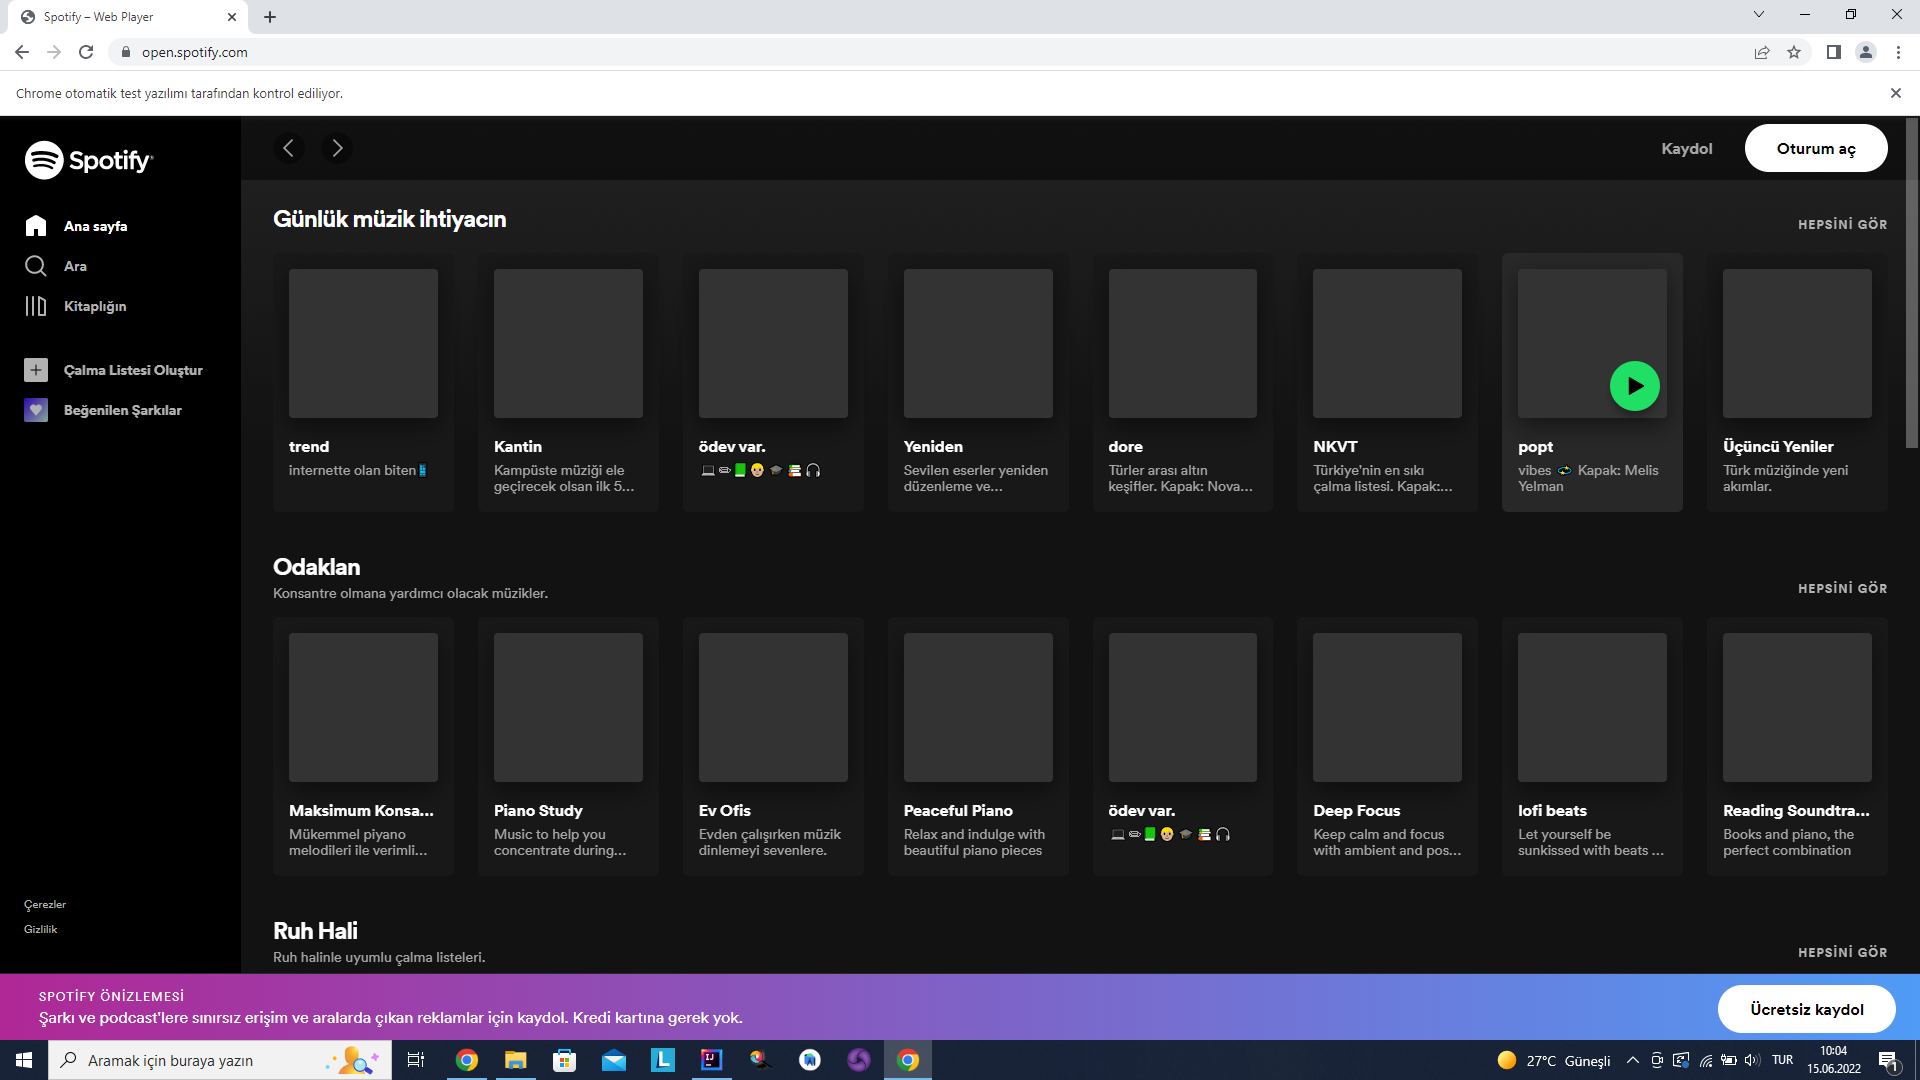 Spotify – Web Player
open.spotify.com
Chrome otomatik test yazılımı tarafından kontrol ediliyor.
Spotify
Kaydol
Oturum aç
Ana sayfa
Ara
Kitaplığın
Çalma Listesi Oluştur
Beğenilen Şarkılar
Çerezler
Gizlilik
Günlük müzik ihtiyacın
HEPSİNİ GÖR
trend
internette olan biten📱
Kantin
Kampüste müziği ele
geçirecek olsan ilk 5...
ödev var.
💻✏📗👩🎓📚🎧
Yeniden
Sevilen eserler yeniden
düzenleme ve...
dore
Türler arası altın
keşifler. Kapak: Nova...
NKVT
Türkiye'nin en sıkı
çalma listesi. Kapak:...
popt
vibes 💫 Kapak: Melis
Yelman
Üçüncü Yeniler
Türk müziğinde yeni
akımlar.
Odaklan
Konsantre olmana yardımcı olacak müzikler.
HEPSİNİ GÖR
Maksimum Konsa...
Mükemmel piyano
melodileri ile verimli...
Piano Study
Music to help you
concentrate during...
Ev Ofis
Evden çalışırken müzik
dinlemeyi sevenlere.
Peaceful Piano
Relax and indulge with
beautiful piano pieces
ödev var.
💻✏📗👩🎓📚🎧
Deep Focus
Keep calm and focus
with ambient and pos...
lofi beats
Let yourself be
sunkissed with beats ...
Reading Soundtra...
Books and piano, the
perfect combination
Ruh Hali
Ruh halinle uyumlu çalma listeleri.
HEPSİNİ GÖR
SPOTİFY ÖNİZLEMESİ
Şarkı ve podcast'lere sınırsız erişim ve aralarda çıkan reklamlar için kaydol. Kredi kartına gerek yok.
Ücretsiz kaydol
Aramak için buraya yazın
L
IJ
27°C Güneşli
TUR
10:04
15.06.2022
1